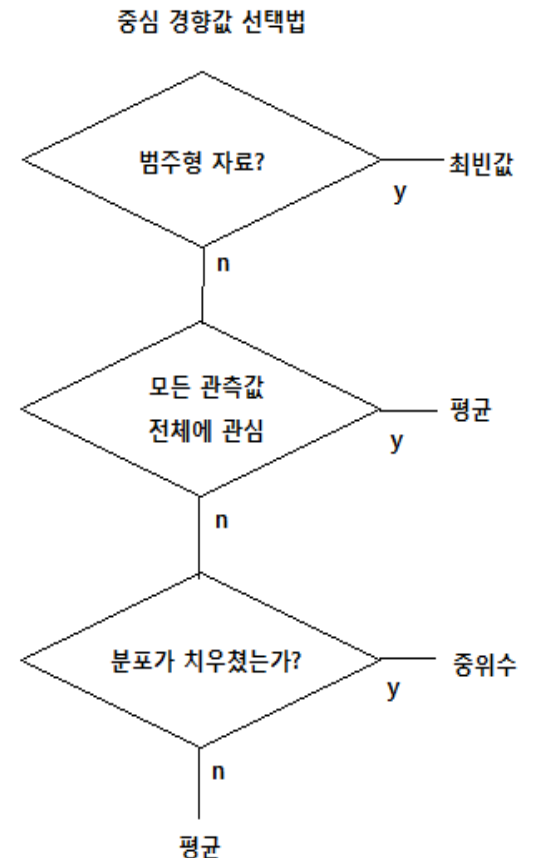 중심 경향값 선택법
범주형 자료?
최빈값
y
n
모든 관측값
전체에 관심
평균
y
n
분포가 치우쳤는가?
중위수
y
n
평균